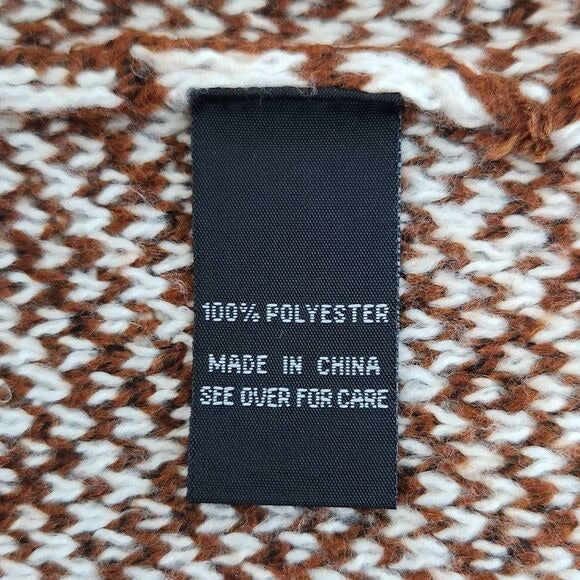 100% POLYESTER
MADE IN CHINA
SEE OVER FOR CARE